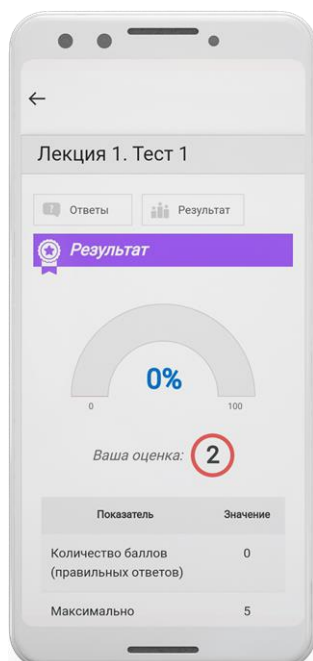 Лекция 1. Тест 1
Ответы Результат
Результат
0%
0 100
Ваша оценка: 2
Показатель Значение
Количество баллов 0
(правильных ответов)
Максимально 5